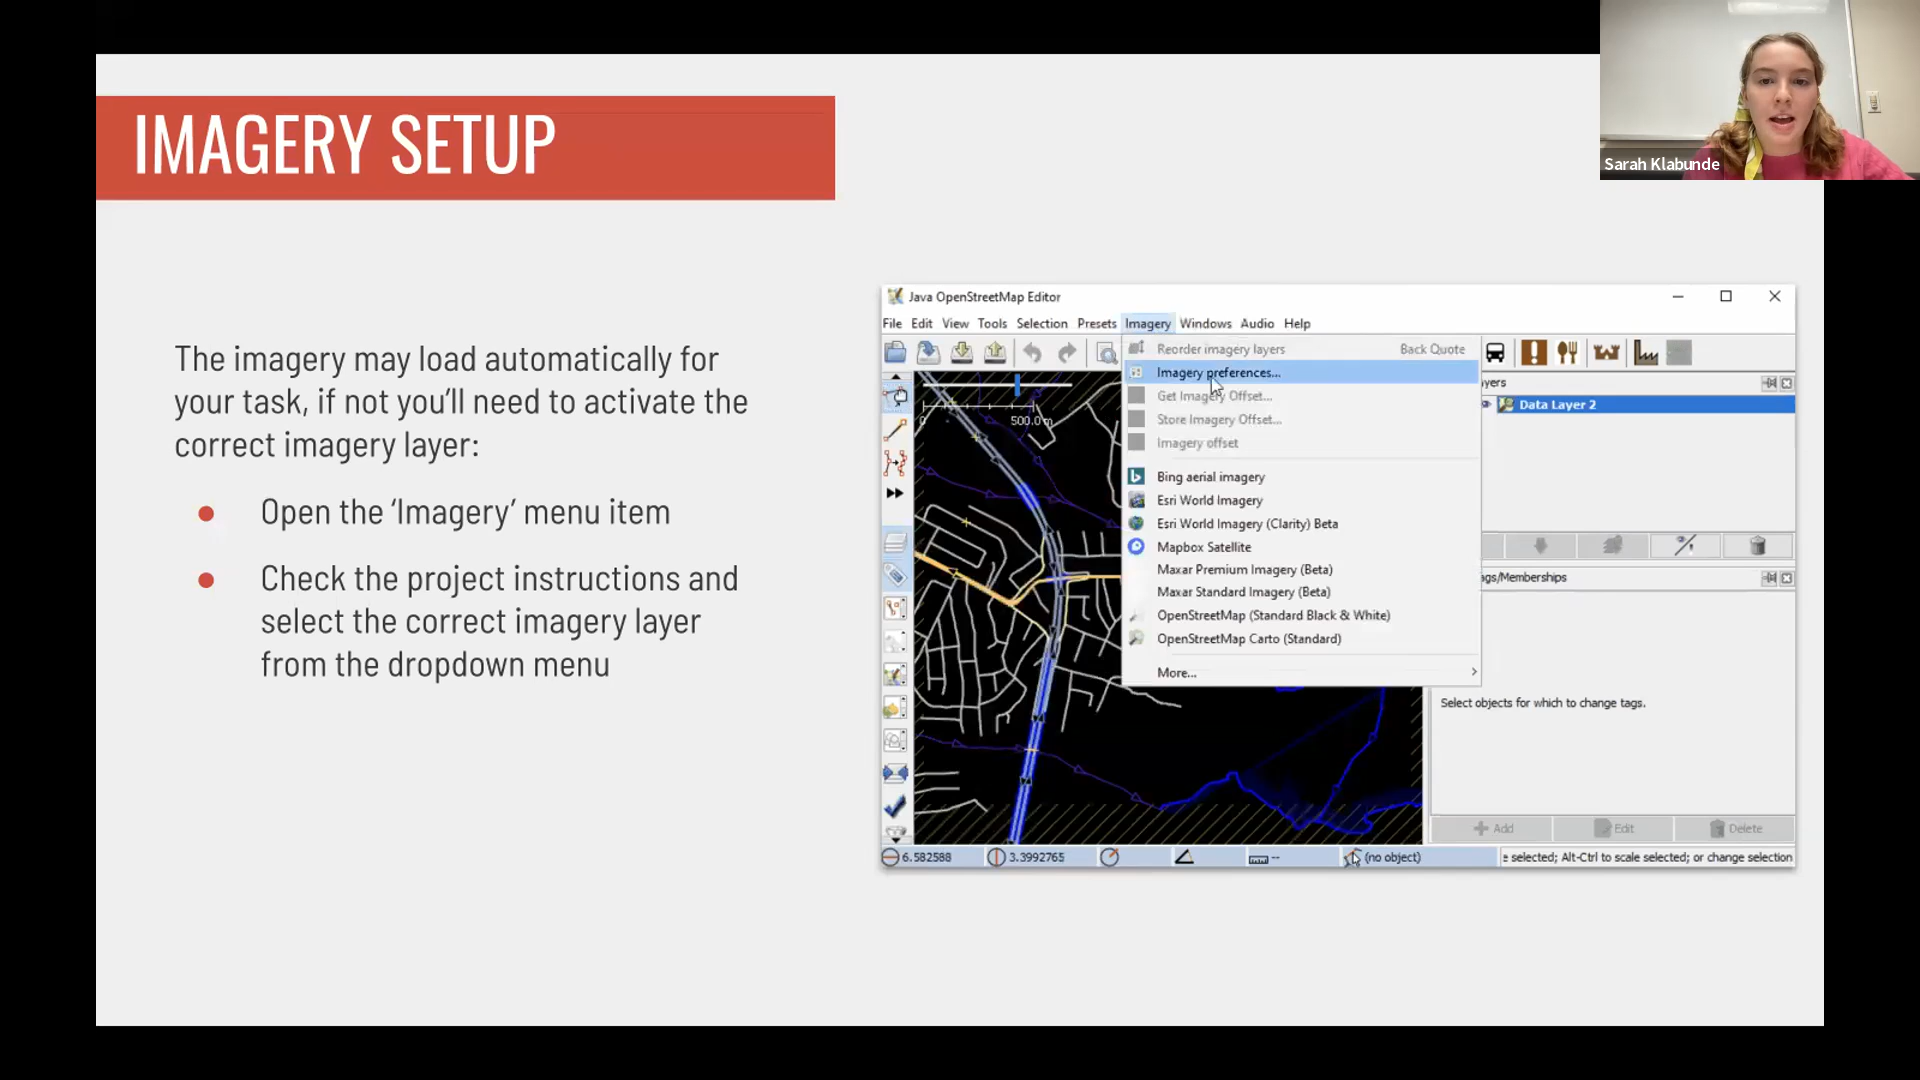 IMAGERY SETUP
Sarah Klabunde
The imagery may load automatically for
your task, if not you'll need to activate the
correct imagery layer:
● Open the ‘Imagery’ menu item
● Check the project instructions and
select the correct imagery layer
from the dropdown menu
Java OpenStreetMap Editor
File Edit View Tools Selection Presets Imagery Windows Audio Help
Reorder imagery layers Back Quote
Imagery preferences...
Get Imagery Offset...
Store Imagery Offset...
Imagery offset
Bing aerial imagery
Esri World Imagery
Esri World Imagery (Clarity) Beta
Mapbox Satellite
Maxar Premium Imagery (Beta)
Maxar Standard Imagery (Beta)
OpenStreetMap (Standard Black & White)
OpenStreetMap Carto (Standard)
More...
0 500.0 m
yers
Data Layer 2
ags/Memberships
Select objects for which to change tags.
Add Edit Delete
6.582588 3.3992765 -- (no object) e selected; Alt-Ctrl to scale selected; or change selection